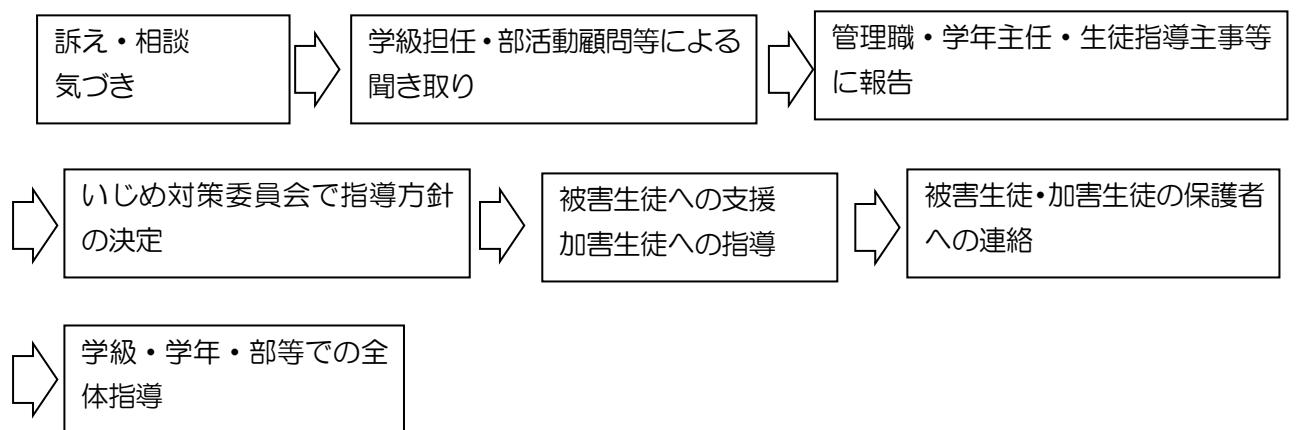 訴え・相談
気づき
学級担任・部活動顧問等による
聞き取り
管理職・学年主任・生徒指導主事等
に報告
いじめ対策委員会で指導方針
の決定
被害生徒への支援
加害生徒への指導
被害生徒・加害生徒の保護者
への連絡
学級・学年・部等での全
体指導